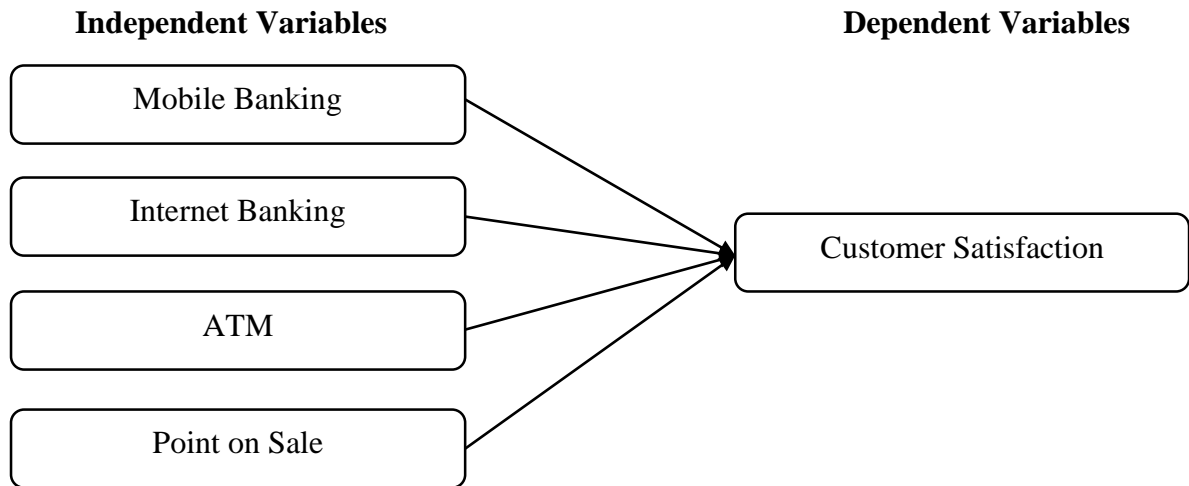 Independent Variables
Dependent Variables
Mobile Banking
Internet Banking
Customer Satisfaction
ATM
Point on Sale